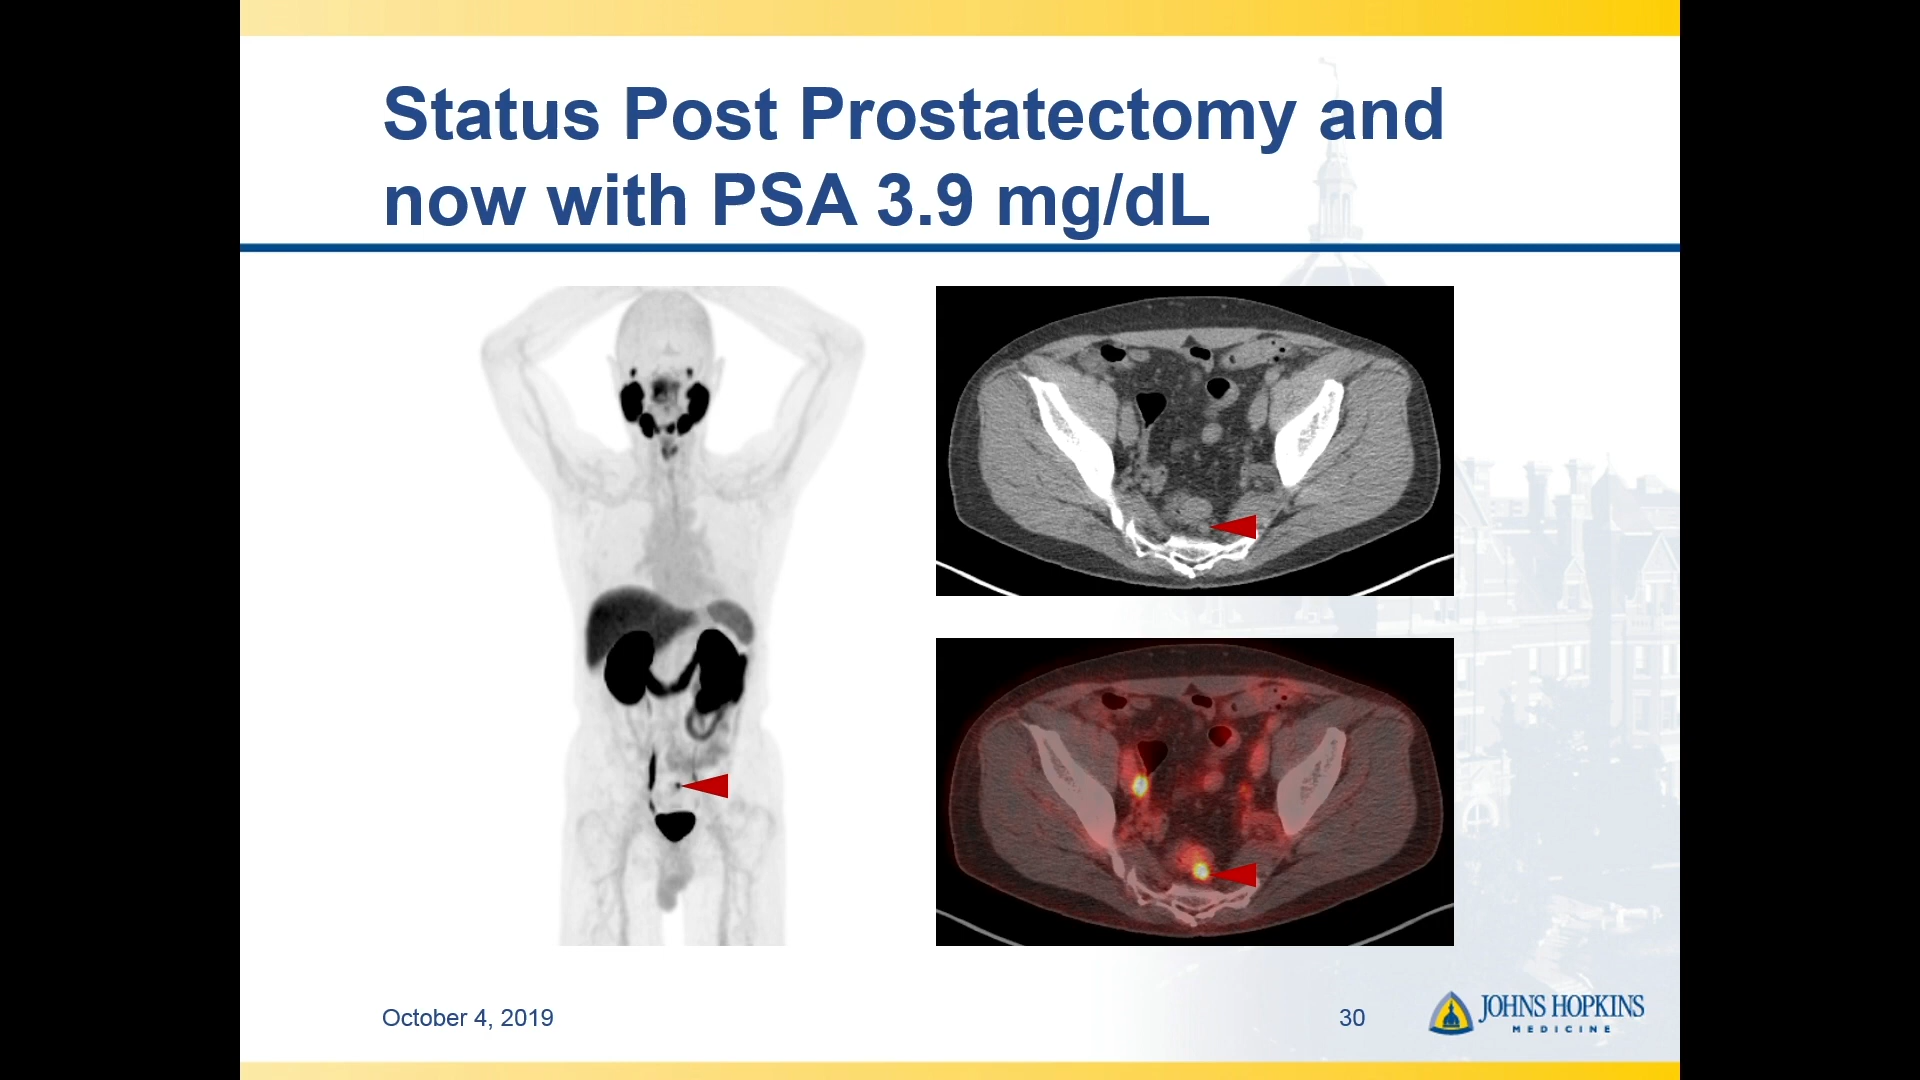 Status Post Prostatectomy and
now with PSA 3.9 mg/dL
October 4, 2019
30
JOHNS HOPKINS
MEDICINE